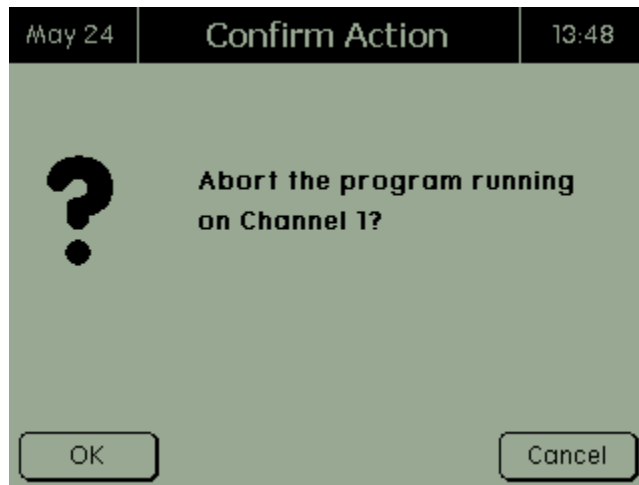 May 24
Confirm Action
13:48
Abort the program running
on Channel 1?
OK
Cancel